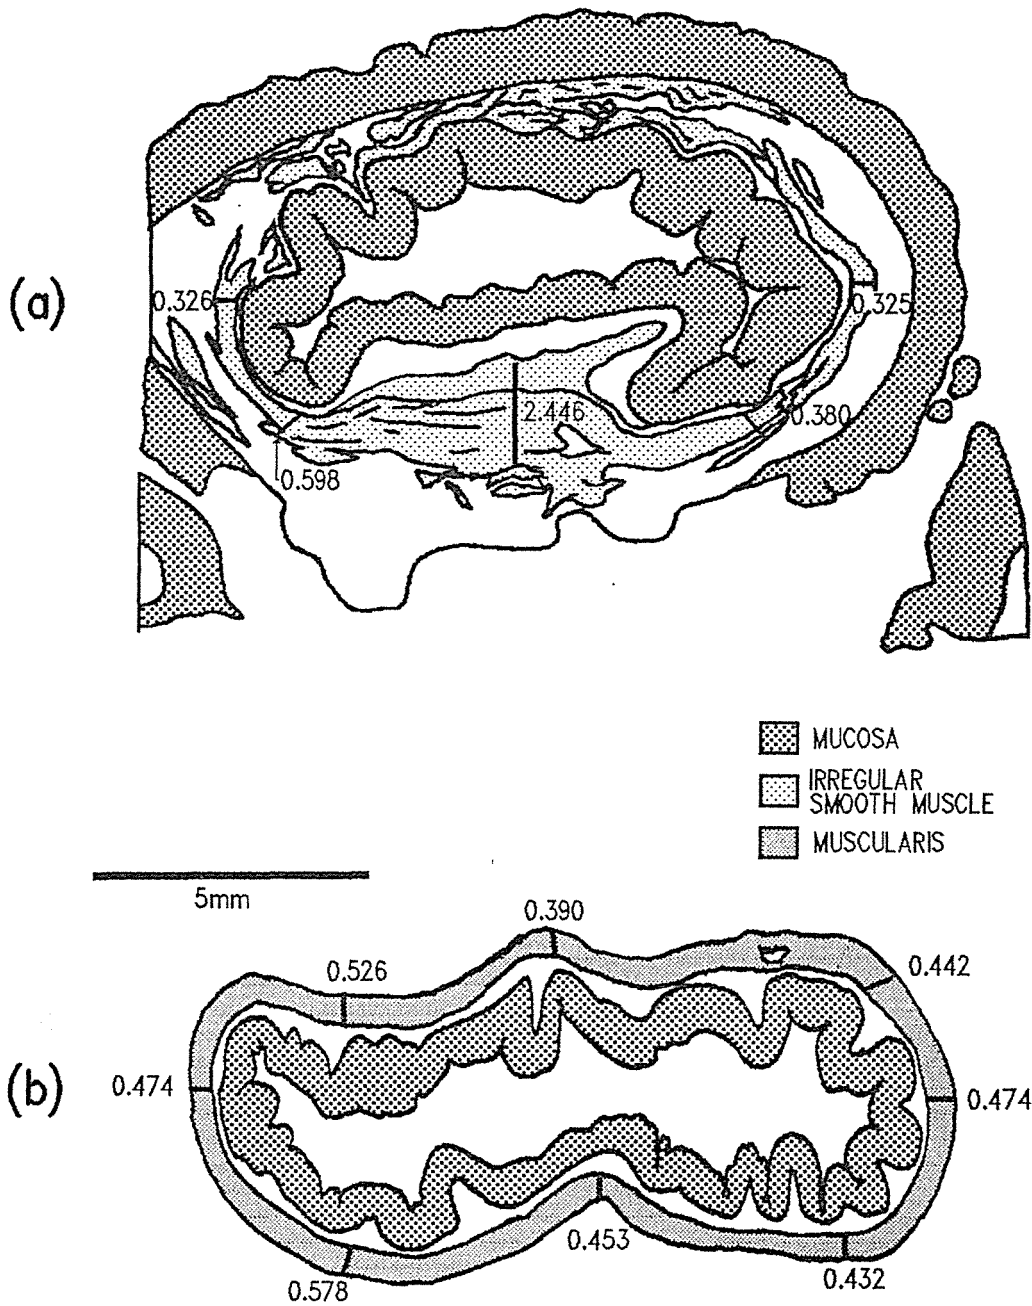 (a)
0.326
0.325
2.446
0.380
0.598
MUCOSA
IRREGULAR
SMOOTH MUSCLE
MUSCULARIS
5mm
(b)
0.390
0.526
0.442
0.474
0.474
0.453
0.432
0.578